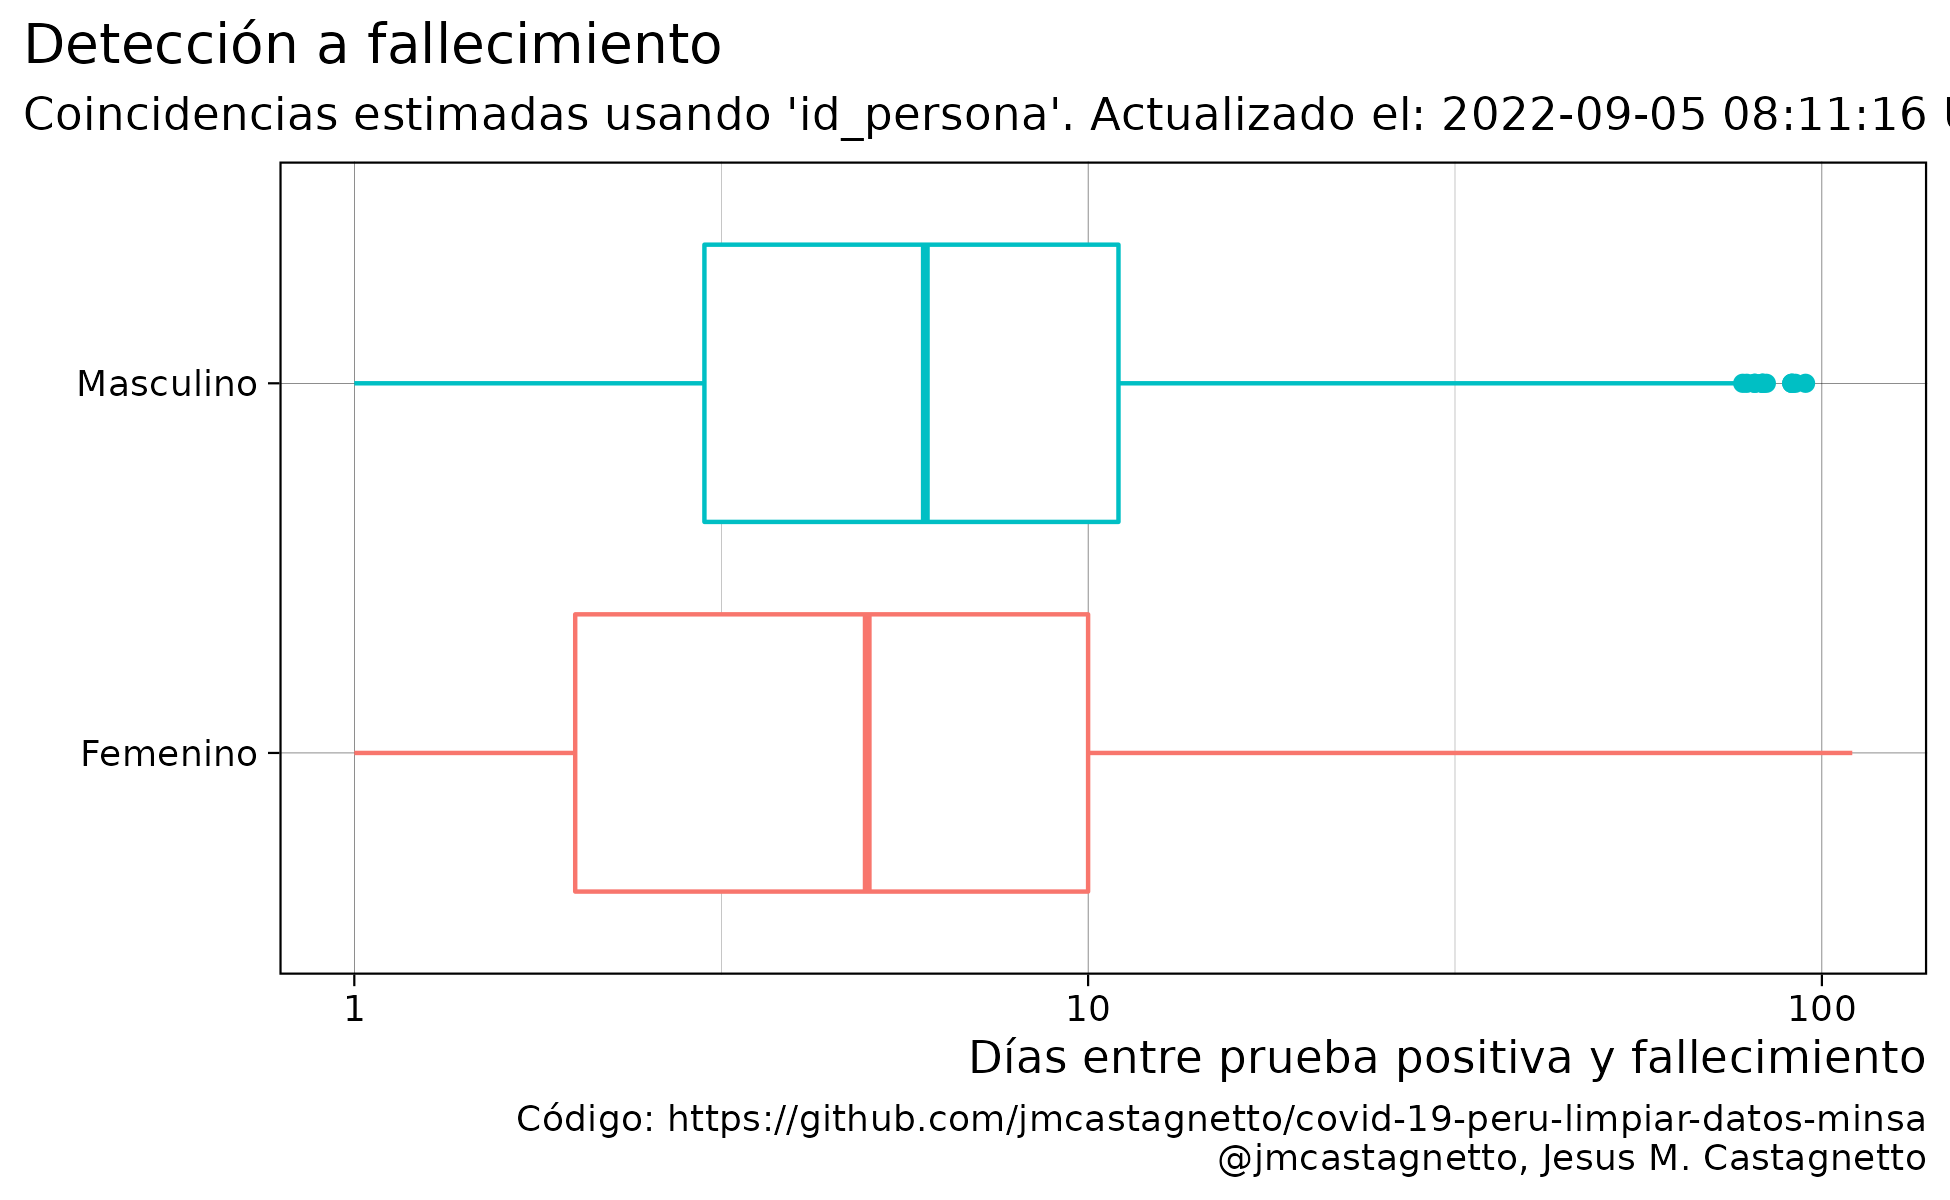 Detección a fallecimiento
Coincidencias estimadas usando 'id_persona'. Actualizado el: 2022-09-05 08:11:16
Masculino
Femenino
1 10 100
Días entre prueba positiva y fallecimiento
Código: https://github.com/jmcastagnetto/covid-19-peru-limpiar-datos-minsa
@jmcastagnetto, Jesus M. Castagnetto